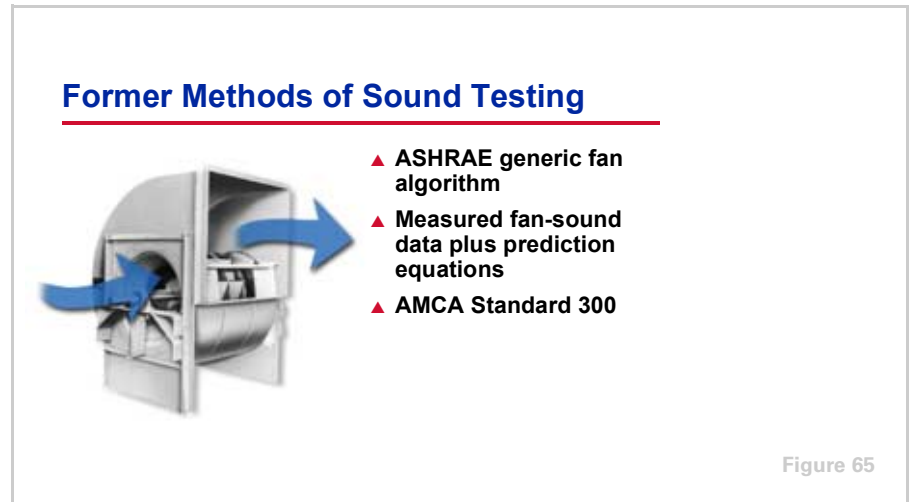 Former Methods of Sound Testing
ASHRAE generic fan
algorithm
Measured fan-sound
data plus prediction
equations
AMCA Standard 300
Figure 65